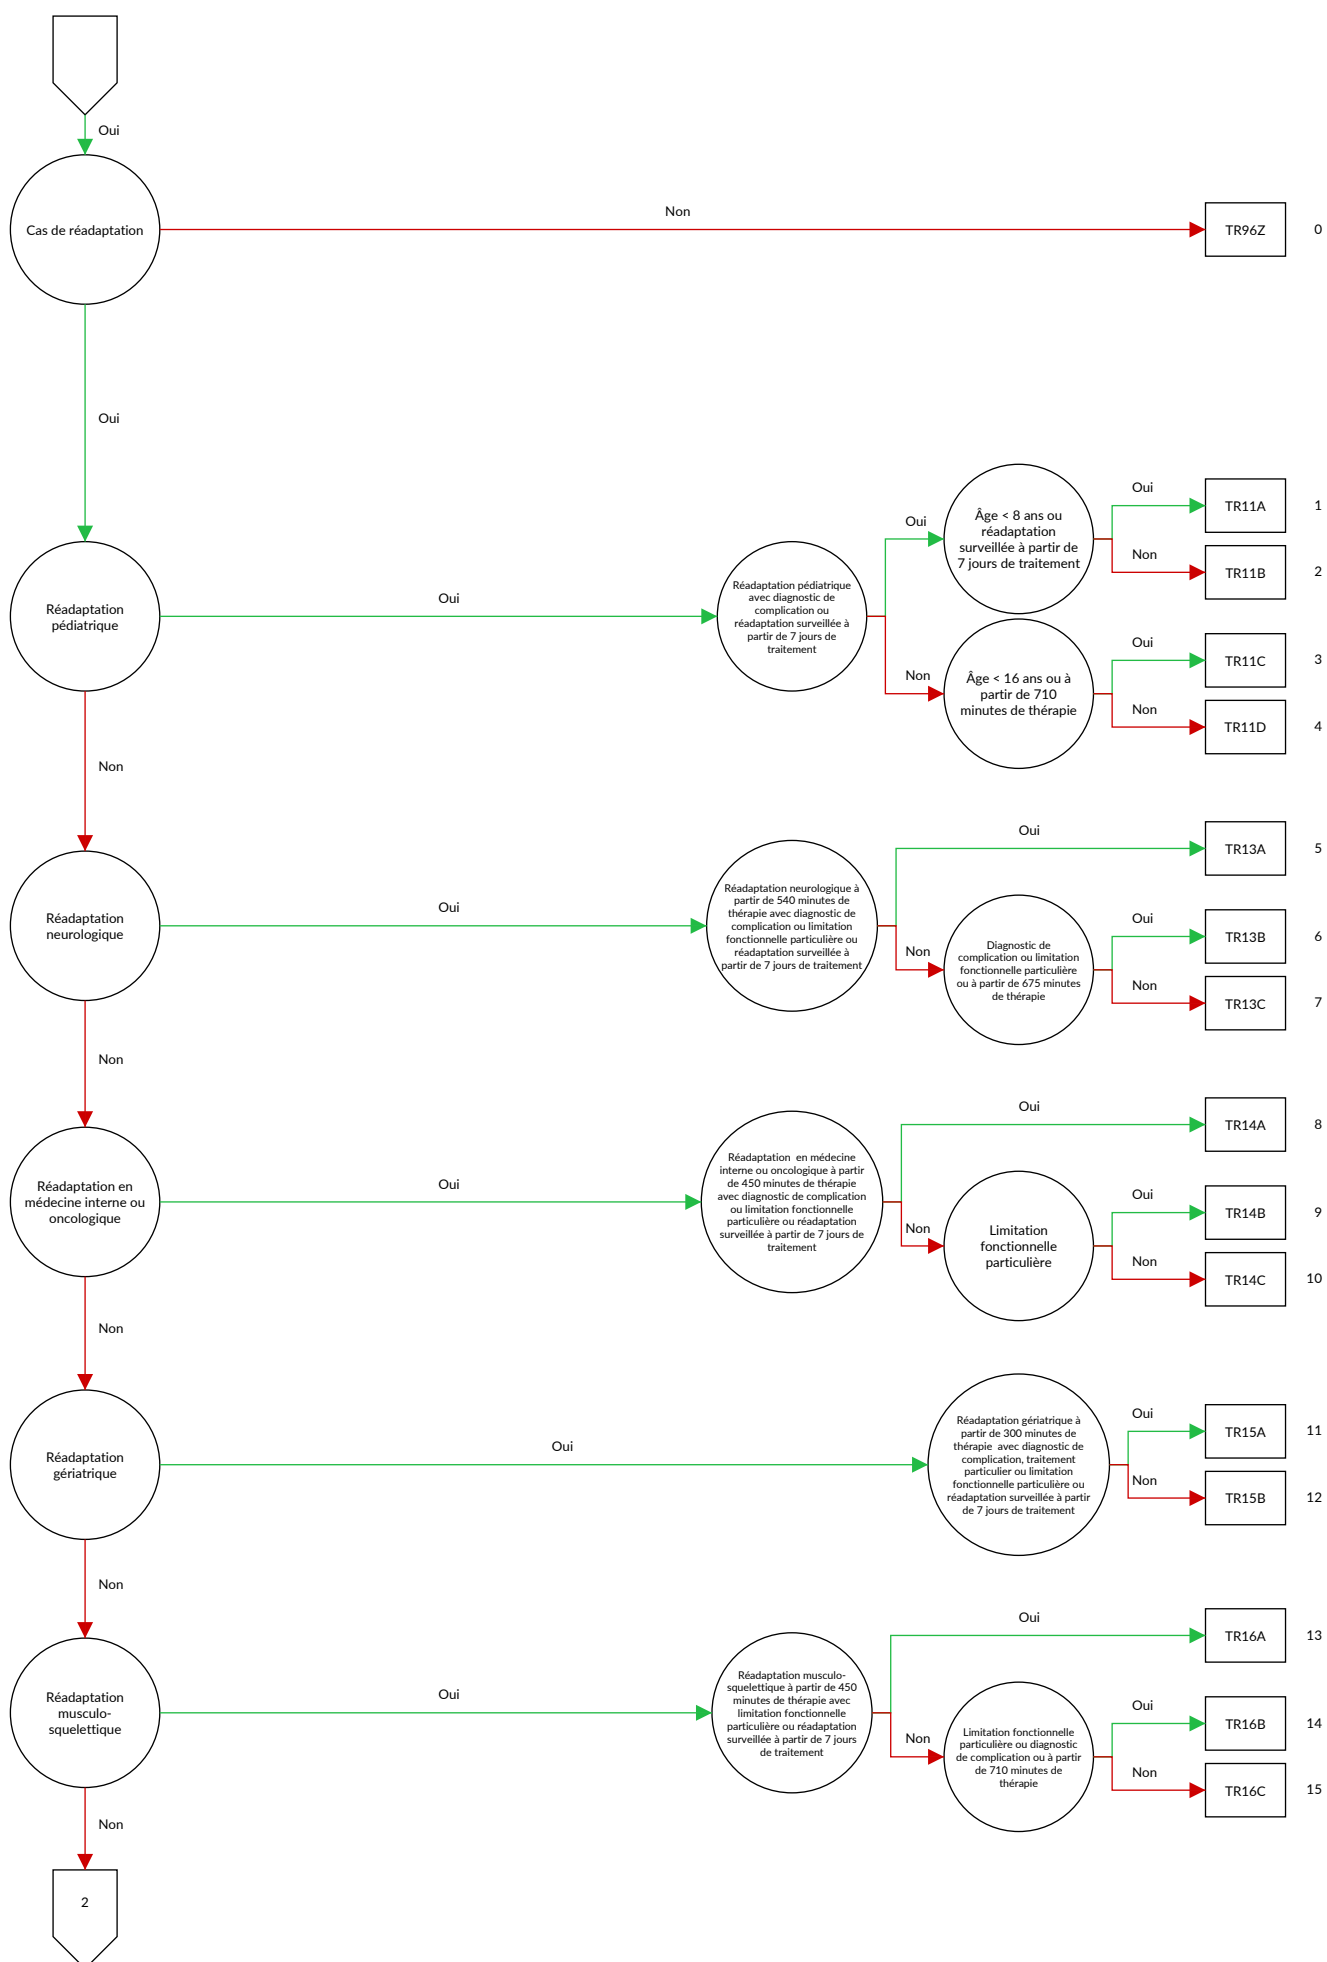 Oui
Cas de réadaptation
Non
TR96Z
0
Oui
Réadaptation
pédiatrique
Oui
Réadaptation pédiatrique
avec diagnostic de
complication ou
réadaptation surveillée à
partir de 7 jours de
traitement
Oui
Âge < 8 ans ou
réadaptation
surveillée à partir de
7 jours de traitement
Oui
TR11A
1
Non
TR11B
2
Non
Âge < 16 ans ou à
partir de 710
minutes de thérapie
Oui
TR11C
3
Non
TR11D
4
Non
Réadaptation
neurologique
Oui
Réadaptation neurologique à
partir de 540 minutes de
thérapie avec diagnostic de
complication ou limitation
fonctionnelle particulière ou
réadaptation surveillée à
partir de 7 jours de traitement
Oui
TR13A
5
Non
Diagnostic de
complication ou limitation
fonctionnelle particulière
ou à partir de 675 minutes
de thérapie
Oui
TR13B
6
Non
TR13C
7
Non
Réadaptation en
médecine interne ou
oncologique
Oui
Réadaptation en médecine
interne ou oncologique à partir
de 450 minutes de thérapie
avec diagnostic de complication
ou limitation fonctionnelle
particulière ou réadaptation
surveillée à partir de 7 jours de
traitement
Oui
TR14A
8
Non
Limitation
fonctionnelle
particulière
Oui
TR14B
9
Non
TR14C
10
Non
Réadaptation
gériatrique
Oui
Réadaptation gériatrique à
partir de 300 minutes de
thérapie avec diagnostic de
complication, traitement
particulier ou limitation
fonctionnelle particulière ou
réadaptation surveillée à partir
de 7 jours de traitement
Oui
TR15A
11
Non
TR15B
12
Non
Réadaptation
musculo-
squelettique
Oui
Réadaptation musculo-
squelettique à partir de 450
minutes de thérapie avec
limitation fonctionnelle
particulière ou réadaptation
surveillée à partir de 7 jours
de traitement
Oui
TR16A
13
Non
Limitation fonctionnelle
particulière ou diagnostic
de complication ou à partir
de 710 minutes de
thérapie
Oui
TR16B
14
Non
TR16C
15
Non
2